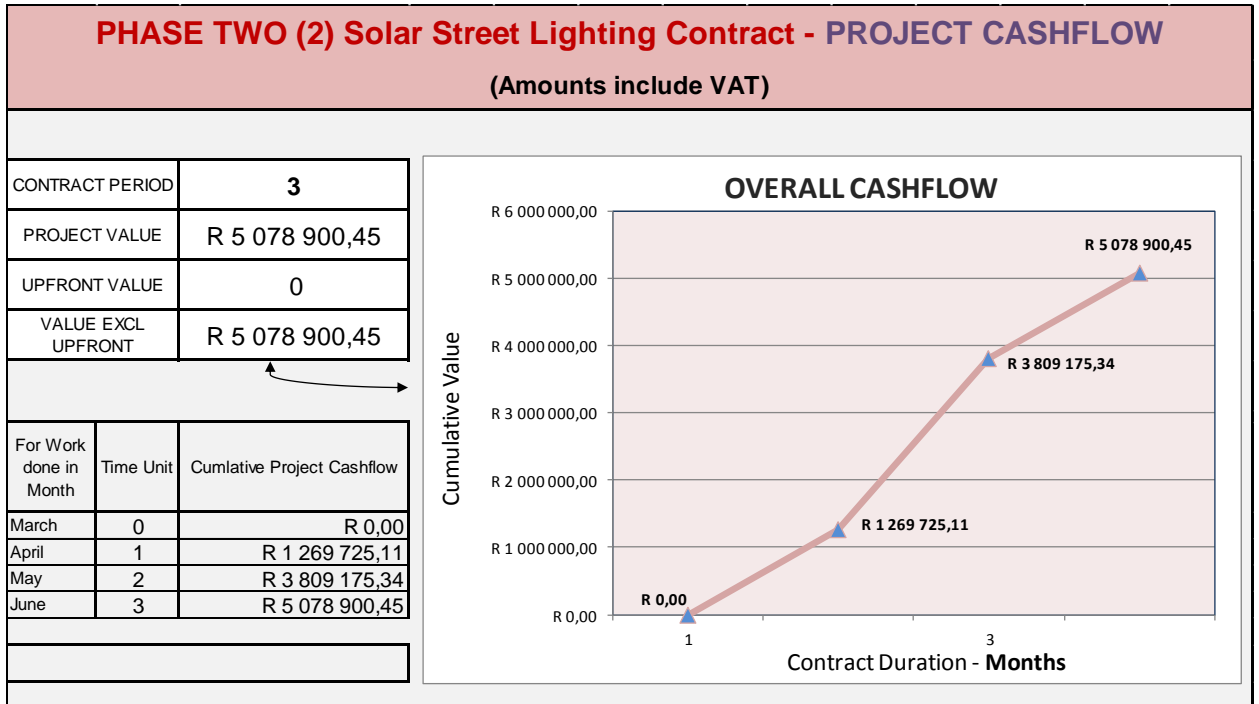 PHASE TWO (2) Solar Street Lighting Contract - PROJECT CASHFLOW
(Amounts include VAT)
CONTRACT PERIOD 3
PROJECT VALUE R 5 078 900,45
UPFRONT VALUE 0
VALUE EXCL
UPFRONT R 5 078 900,45
For Work
done in
Month Time Unit Cumlative Project Cashflow
March 0 R 0,00
April 1 R 1 269 725,11
May 2 R 3 809 175,34
June 3 R 5 078 900,45
OVERALL CASHFLOW
Cumulative Value
R 6 000 000,00
R 5 000 000,00
R 4 000 000,00
R 3 000 000,00
R 2 000 000,00
R 1 000 000,00
R 0,00
R 0,00
R 1 269 725,11
R 3 809 175,34
R 5 078 900,45
1 3
Contract Duration - Months